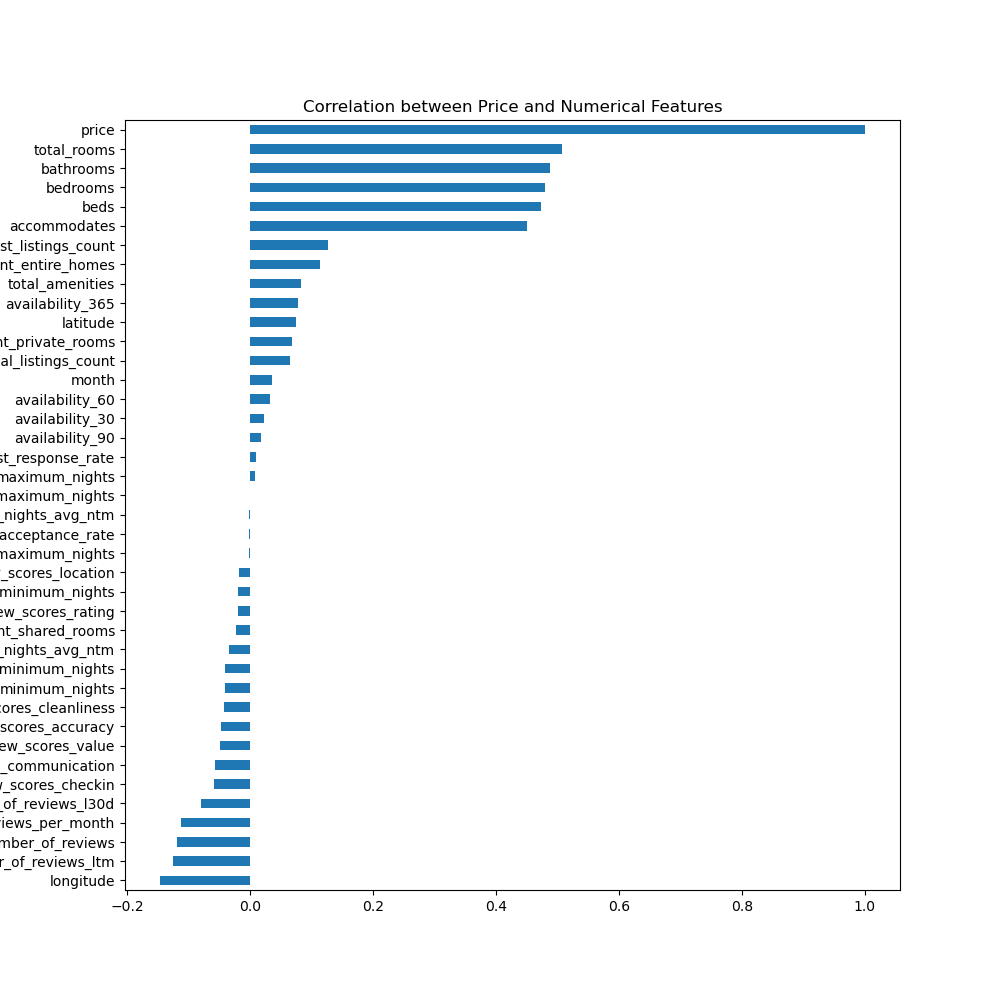 Correlation between Price and Numerical Features
price
total_rooms
bathrooms
bedrooms
beds
accommodates
st_listings_count
nt_entire_homes
total_amenities
availability_365
latitude
nt_private_rooms
al_listings_count
month
availability_60
availability_30
availability_90
st_response_rate
maximum_nights
maximum_nights
_nights_avg_ntm
acceptance_rate
maximum_nights
_scores_location
minimum_nights
ew_scores_rating
nt_shared_rooms
_nights_avg_ntm
minimum_nights
minimum_nights
ores_cleanliness
scores_accuracy
ew_scores_value
_communication
_scores_checkin
_of_reviews_l30d
iews_per_month
mber_of_reviews
r_of_reviews_ltm
longitude
−0.2 0.0 0.2 0.4 0.6 0.8 1.0